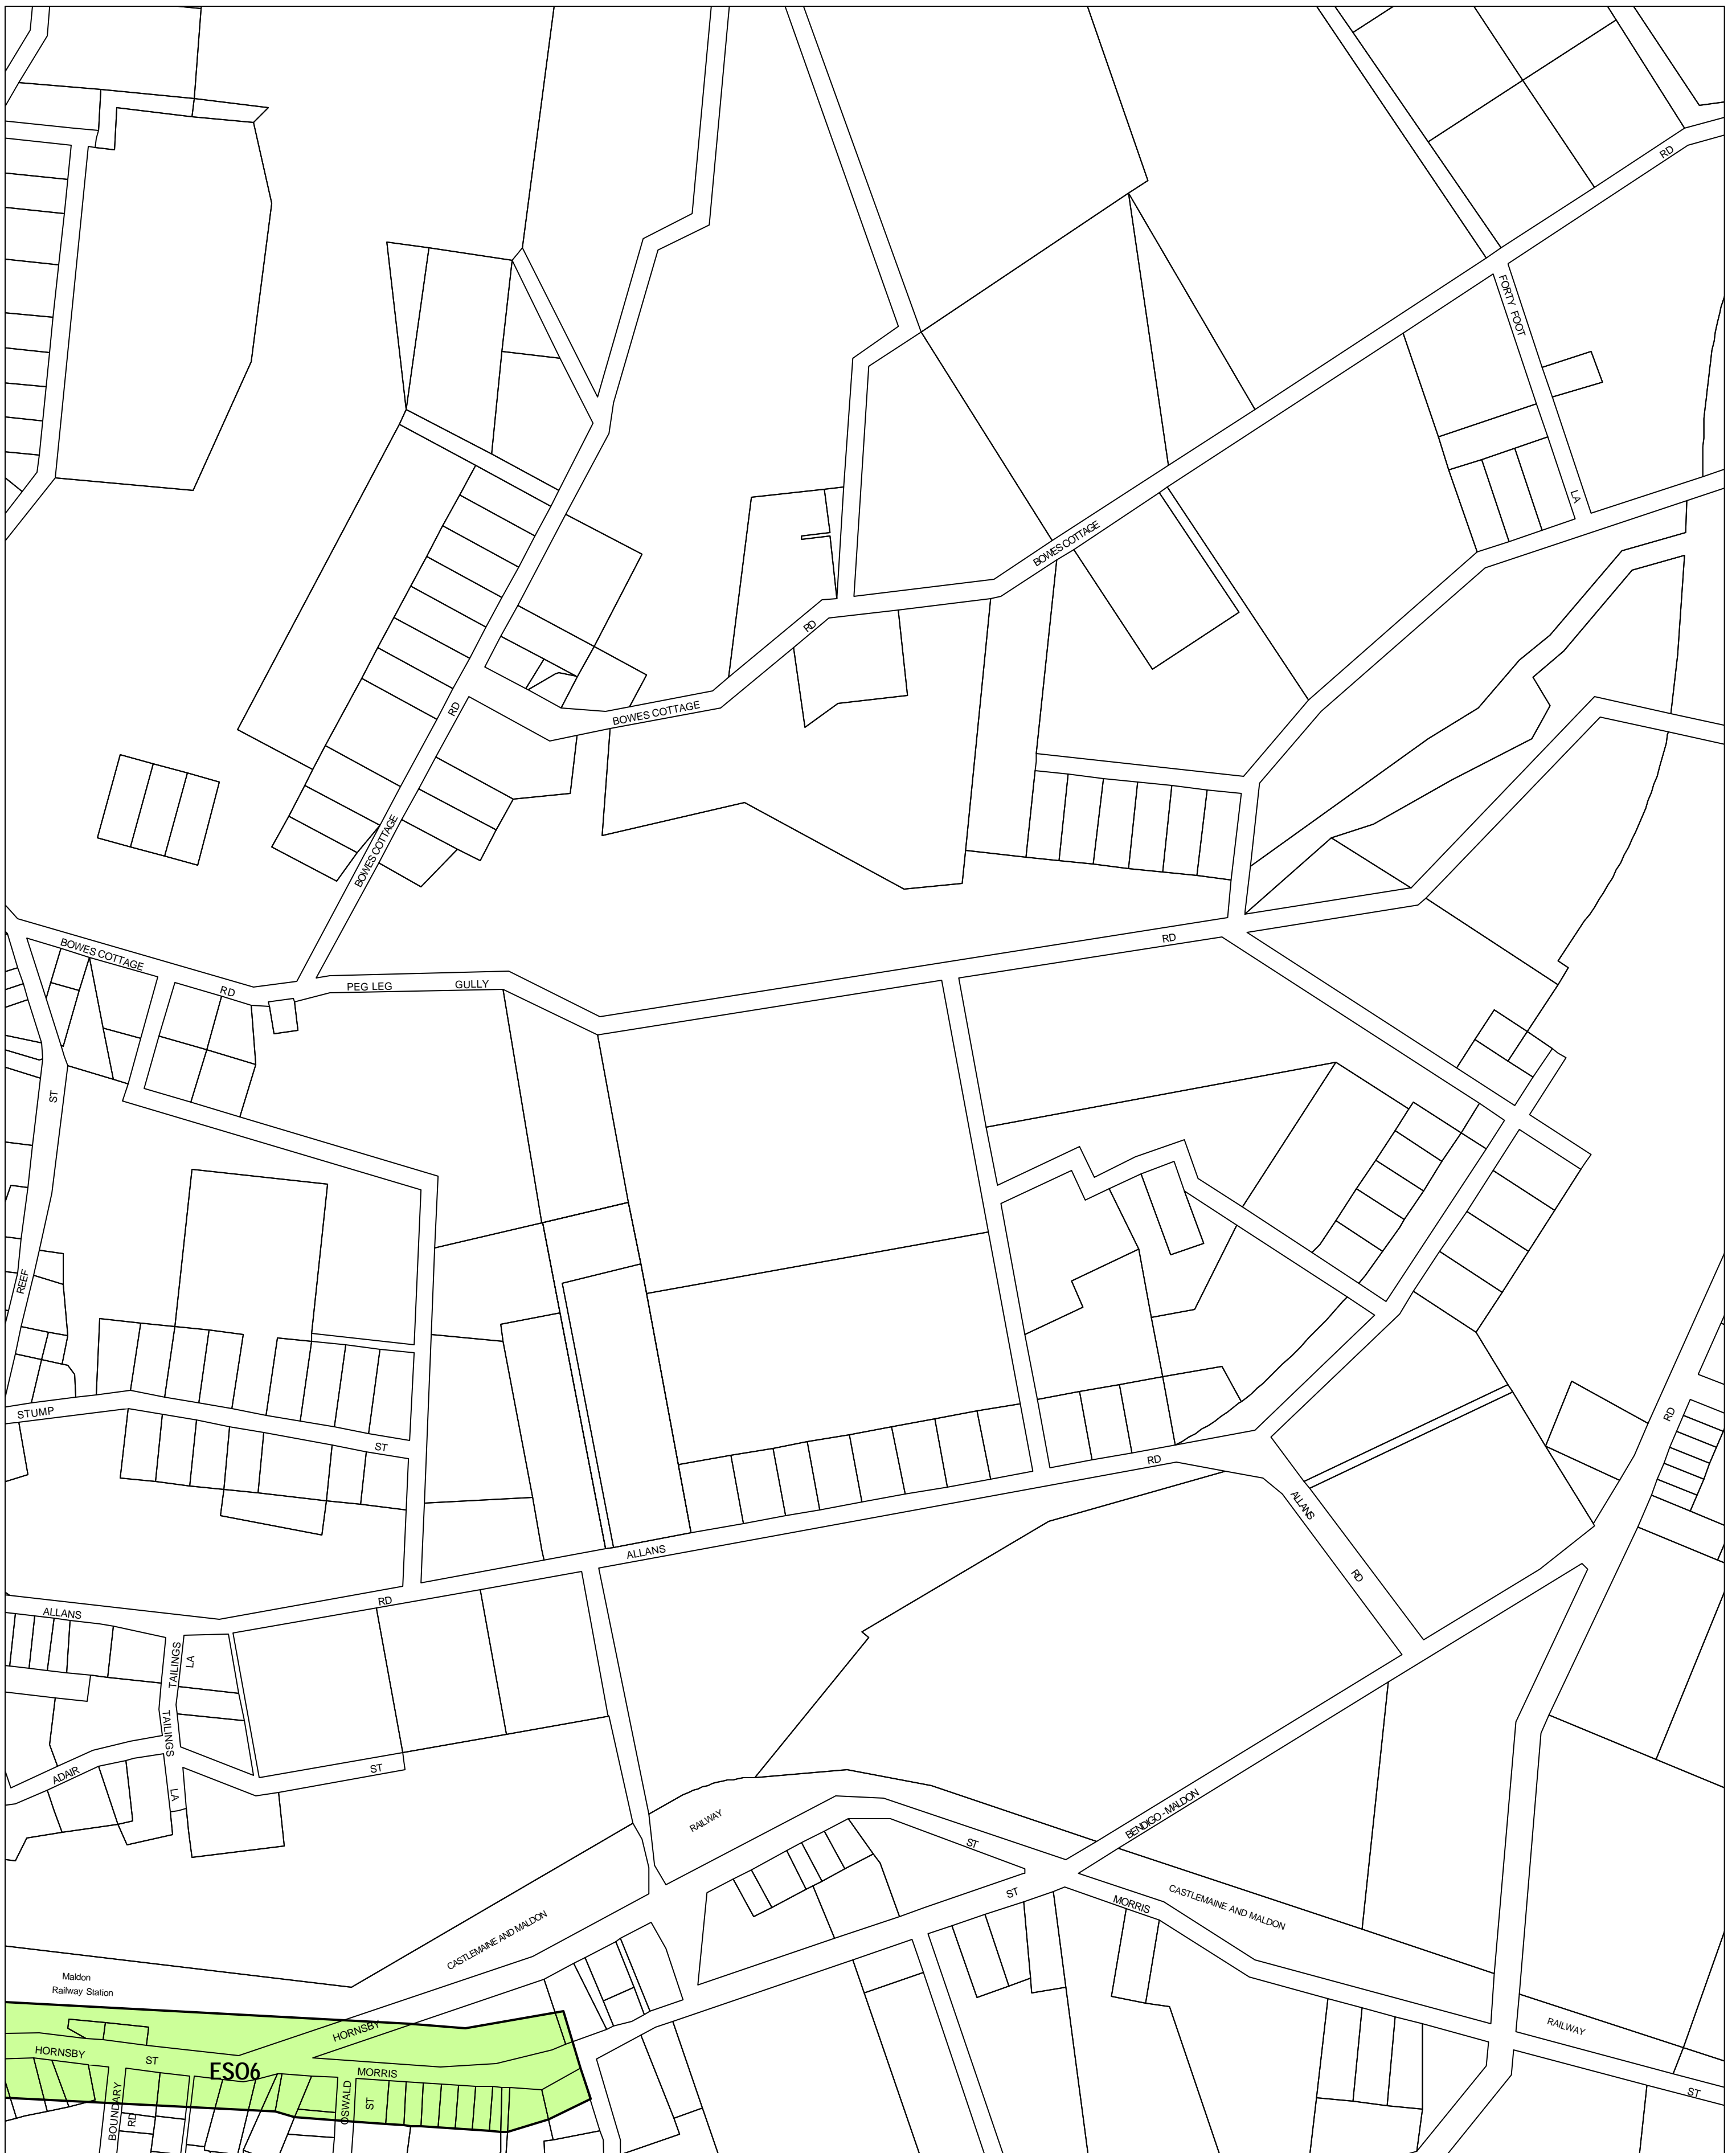 RD
FORTY FOOT
LA
BOWES COTTAGE
RD
BOWES COTTAGE
RD
BOWES COTTAGE
BOWES COTTAGE
RD
RD
PEG LEG GULLY
ST
REEF
STUMP
ST
RD
RD
ALLANS
RD
ALLANS
RD
ALLANS
TAILINGS
LA
TAILINGS
LA
ADAIR
ST
RAILWAY
ST
BENDIGO - MALDON
ST
MORRIS
CASTLEMAINE AND MALDON
CASTLEMAINE AND MALDON
Maldon
Railway Station
HORNSBY
RAILWAY
HORNSBY
ST
ESO6
MORRIS
OSWALD
ST
BOUNDARY
RD
ST